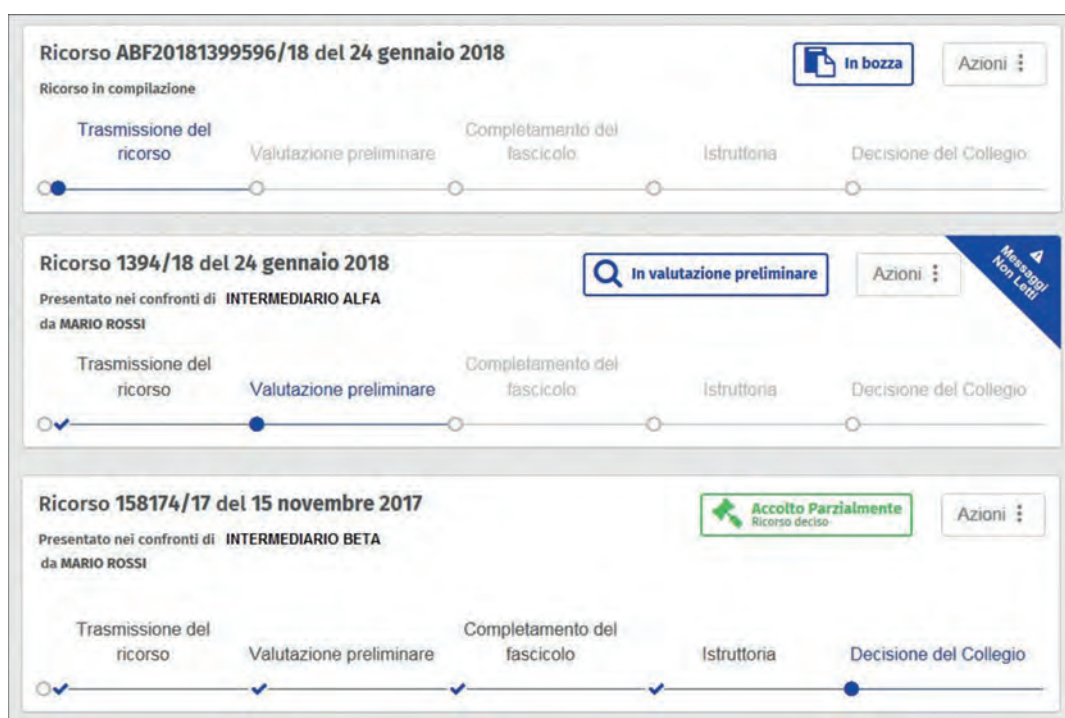 Ricorso ABF20181399596/18 del 24 gennaio 2018
In bozza
Azioni
Ricorso in compilazione
Trasmissione del
ricorso
Valutazione preliminare
Completamento del
fascicolo
Istruttoria
Decisione del Collegio
Ricorso 1394/18 del 24 gennaio 2018
In valutazione preliminare
Azioni
Messaggi
Non Letti
Presentato nei confronti di INTERMEDIARIO ALFA
da MARIO ROSSI
Trasmissione del
ricorso
Valutazione preliminare
Completamento del
fascicolo
Istruttoria
Decisione del Collegio
Ricorso 158174/17 del 15 novembre 2017
Accolto Parzialmente
Ricorso deciso
Azioni
Presentato nei confronti di INTERMEDIARIO BETA
da MARIO ROSSI
Trasmissione del
ricorso
Valutazione preliminare
Completamento del
fascicolo
Istruttoria
Decisione del Collegio